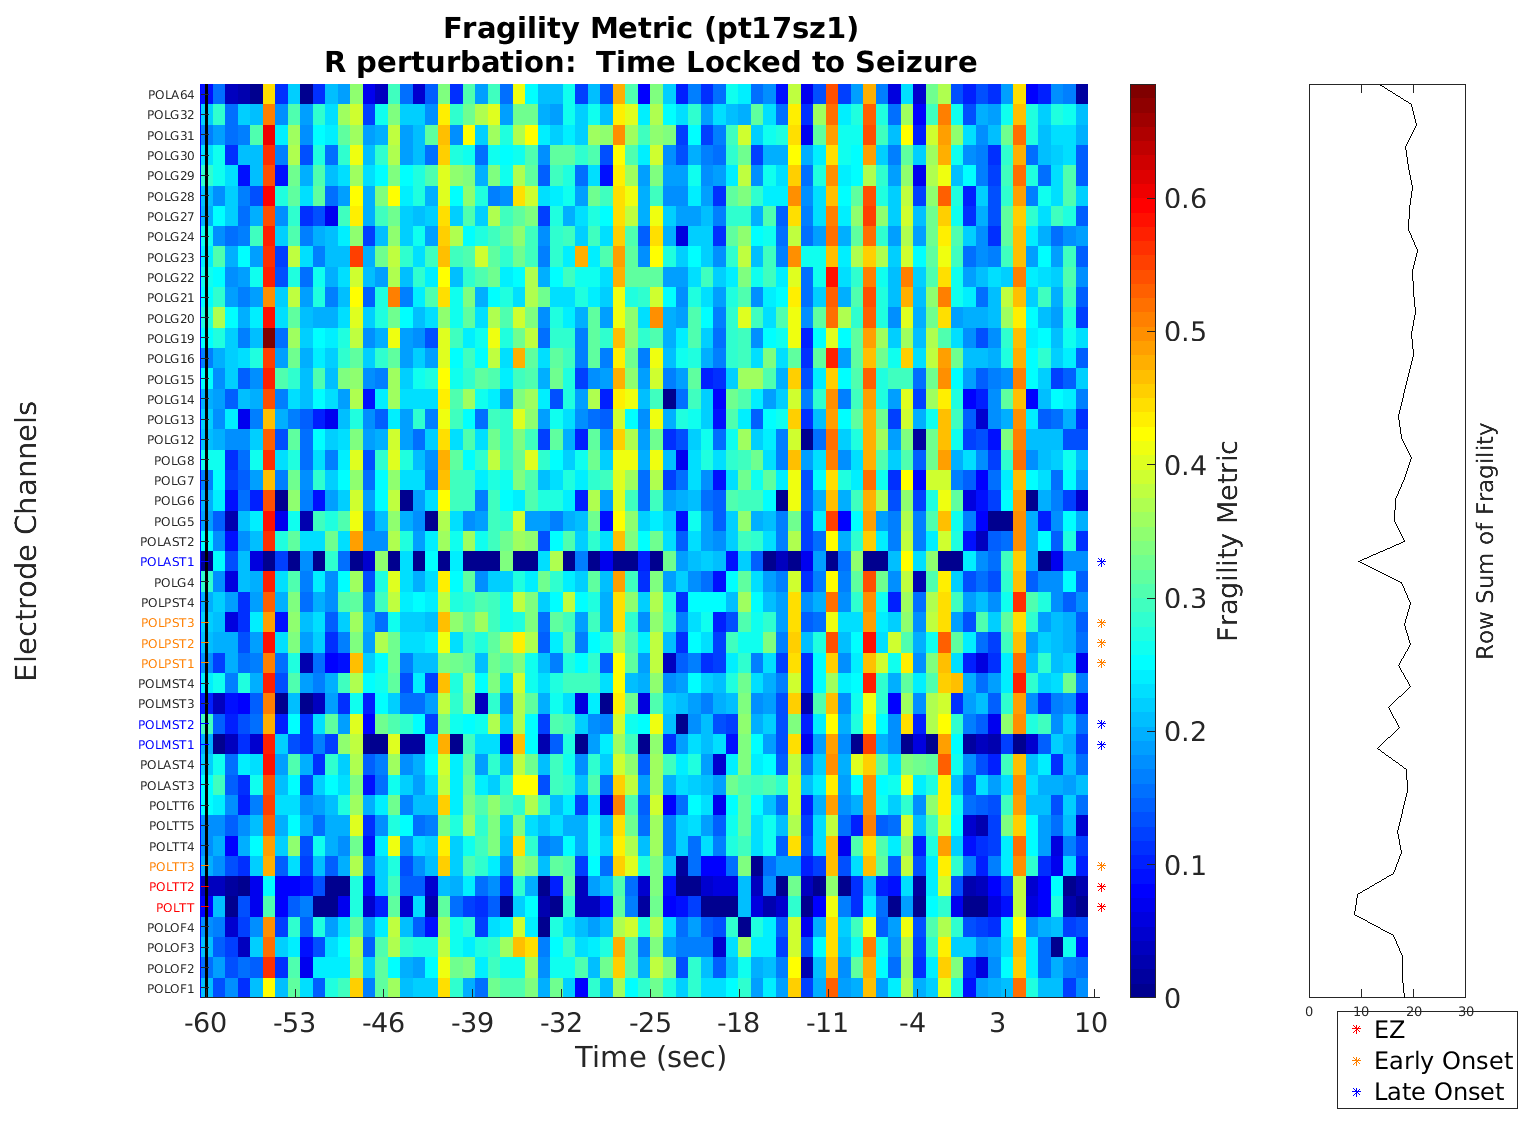 Fragility Metric (pt17sz1)
R perturbation:  Time Locked to Seizure
Electrode Channels
POLA64
POLG32
POLG31
POLG30
POLG29
POLG28
POLG27
POLG24
POLG23
POLG22
POLG21
POLG20
POLG19
POLG16
POLG15
POLG14
POLG13
POLG12
POLG8
POLG7
POLG6
POLG5
POLAST2
POLAST1
POLG4
POLPST4
POLPST3
POLPST2
POLPST1
POLMST4
POLMST3
POLMST2
POLMST1
POLAST4
POLAST3
POLTT6
POLTT5
POLTT4
POLTT3
POLTT2
POLTT
POLOF4
POLOF3
POLOF2
POLOF1
-60 -53 -46 -39 -32 -25 -18 -11 -4 3 10
Time (sec)
0.6
0.5
0.4
0.3
0.2
0.1
0
Fragility Metric
Row Sum of Fragility
0 10 20 30
EZ
Early Onset
Late Onset